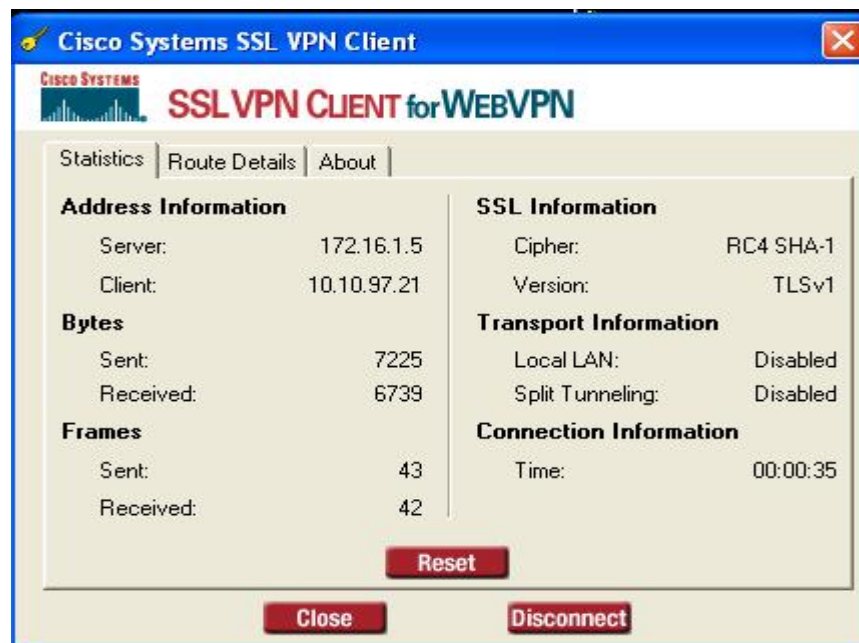 Cisco Systems SSL VPN Client
CISCO SYSTEMS
SSL VPN CLIENT for WEBVPN
Statistics
Route Details
About
Address Information
Server: 172.16.1.5
Client: 10.10.97.21
Bytes
Sent: 7225
Received: 6739
Frames
Sent: 43
Received: 42
SSL Information
Cipher: RC4 SHA-1
Version: TLSv1
Transport Information
Local LAN: Disabled
Split Tunneling: Disabled
Connection Information
Time: 00:00:35
Reset
Close
Disconnect